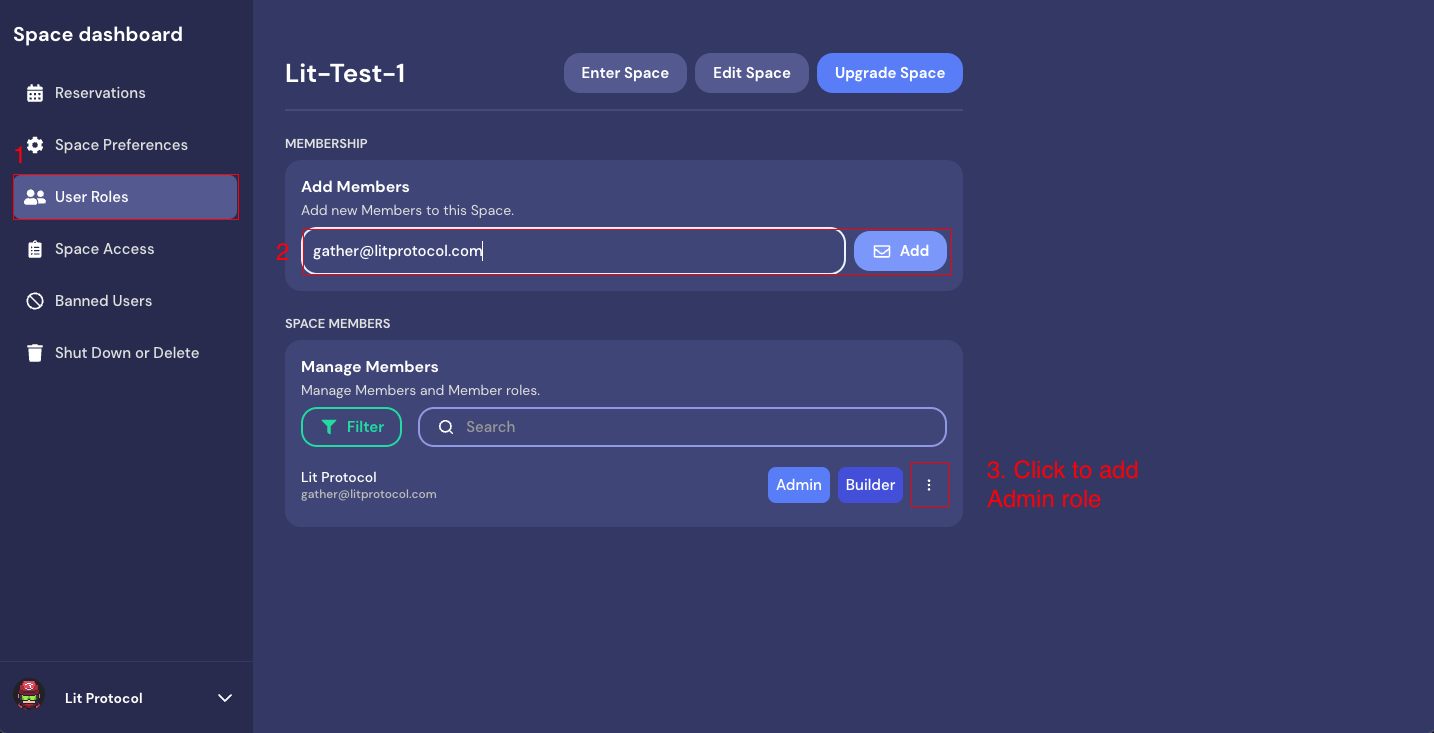 Space dashboard
Reservations
1
Space Preferences
User Roles
Space Access
Banned Users
Shut Down or Delete
Lit Protocol
Lit-Test-1
Enter Space
Edit Space
Upgrade Space
MEMBERSHIP
Add Members
Add new Members to this Space.
2
gather@litprotocol.com
Add
SPACE MEMBERS
Manage Members
Manage Members and Member roles.
Filter
Search
Lit Protocol
gather@litprotocol.com
Admin
Builder
3. Click to add
Admin role